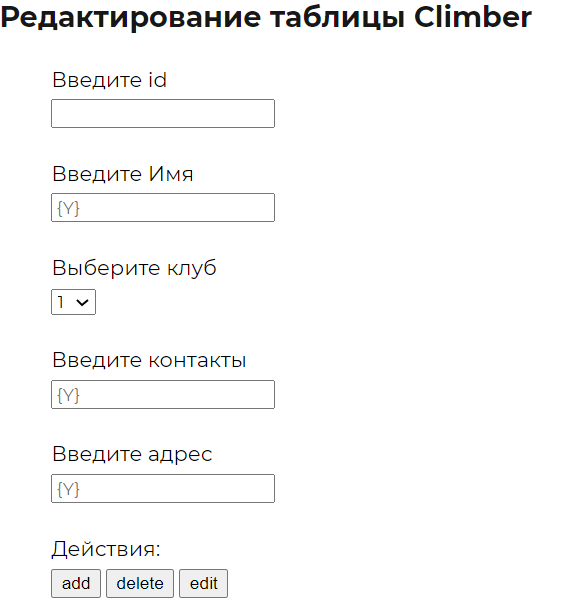 Редактирование таблицы Climber
Введите id
Введите Имя
{Y}
Выберите клуб
1
Введите контакты
{Y}
Введите адрес
{Y}
Действия:
add delete edit